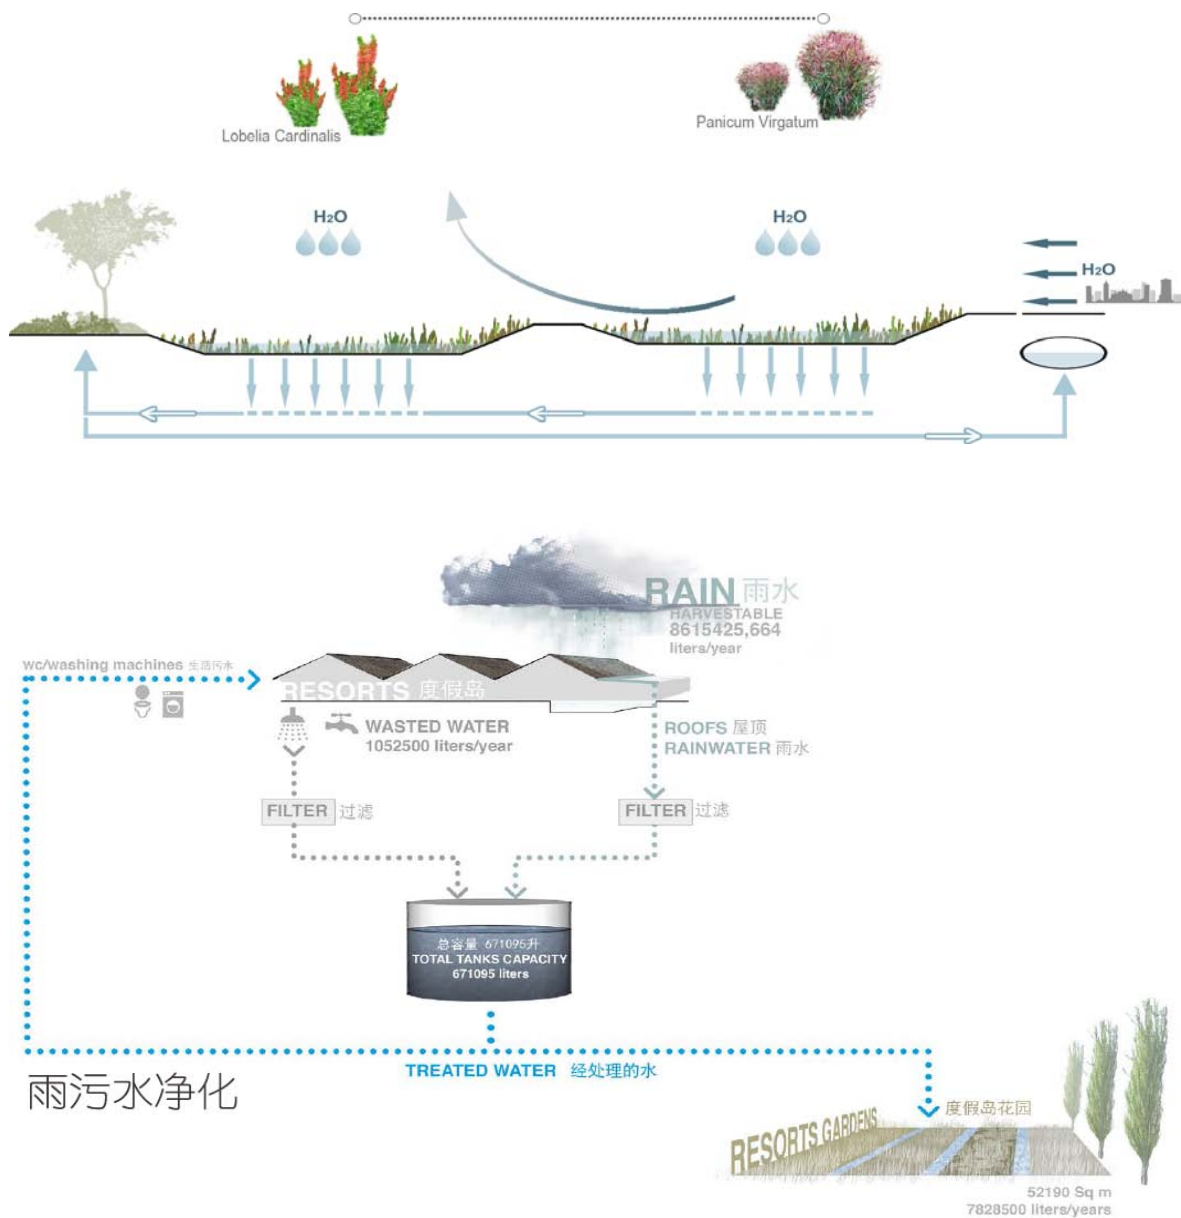 Lobelia Cardinalis
Panicum Virgatum
H₂O
H₂O
H₂O
RAIN 雨水
HARVESTABLE
8615425,664
liters/year
wc/washing machines 生活污水
RESORTS 度假岛
WASTED WATER
1052500 liters/year
ROOFS 屋顶
RAINWATER 雨水
FILTER 过滤
FILTER 过滤
总容量 671095升
TOTAL TANKS CAPACITY
671095 liters
TREATED WATER 经处理的水
雨污水净化
度假岛花园
RESORTS GARDENS
52190 Sq m
7828500 liters/years